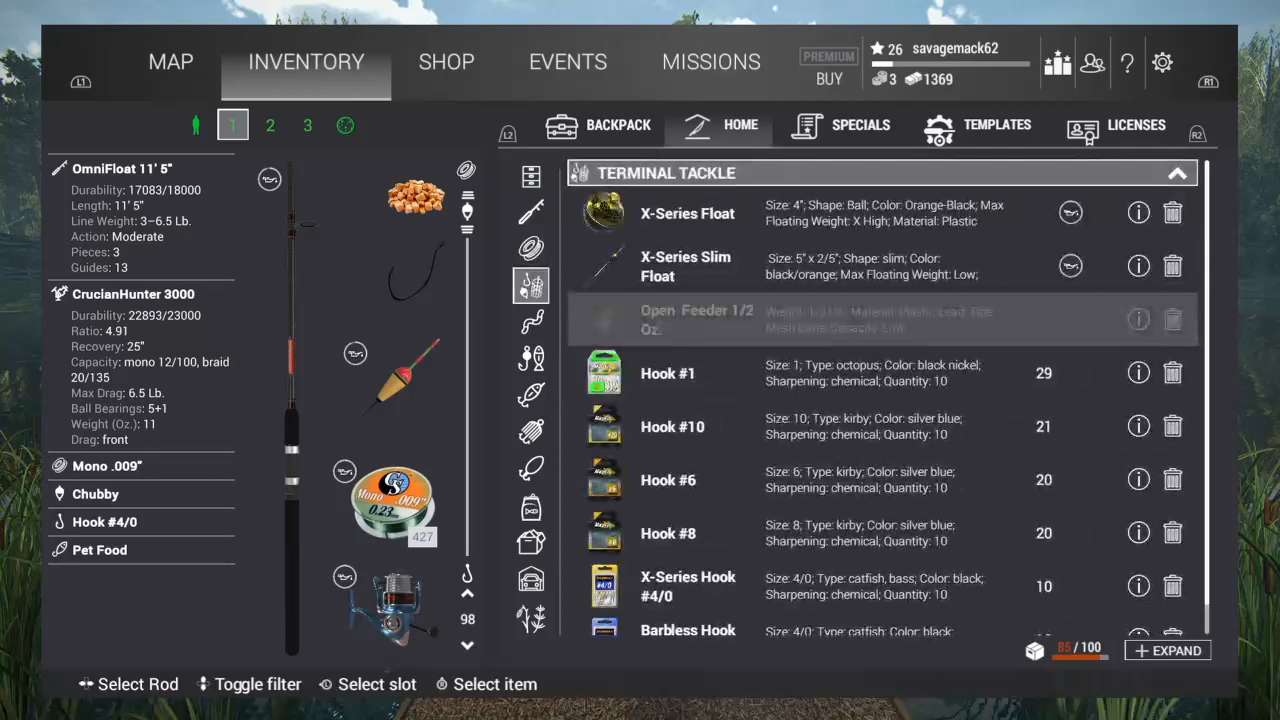 MAP
INVENTORY
SHOP
EVENTS
MISSIONS
PREMIUM
BUY
26 savagemack62
3 1369
L1
R1
1
2
3
L2
BACKPACK
HOME
SPECIALS
TEMPLATES
LICENSES
R2
OmniFloat 11' 5"
Durability: 17083/18000
Length: 11' 5"
Line Weight: 3–6.5 Lb.
Action: Moderate
Pieces: 3
Guides: 13
CrucianHunter 3000
Durability: 22893/23000
Ratio: 4.91
Recovery: 25"
Capacity: mono 12/100, braid
20/135
Max Drag: 6.5 Lb.
Ball Bearings: 5+1
Weight (Oz.): 11
Drag: front
Mono .009"
Chubby
Hook #4/0
Pet Food
Mono .009"
0.23
427
98
TERMINAL TACKLE
X-Series Float
Size: 4"; Shape: Ball; Color: Orange-Black; Max
Floating Weight: X High; Material: Plastic
X-Series Slim
Float
Size: 5" x 2/5"; Shape: slim; Color:
black/orange; Max Floating Weight: Low;
Open Feeder 1/2
Oz.
Hook #1
Size: 1; Type: octopus; Color: black nickel;
Sharpening: chemical; Quantity: 10
29
Hook #10
Size: 10; Type: kirby; Color: silver blue;
Sharpening: chemical; Quantity: 10
21
Hook #6
Size: 6; Type: kirby; Color: silver blue;
Sharpening: chemical; Quantity: 10
20
Hook #8
Size: 8; Type: kirby; Color: silver blue;
Sharpening: chemical; Quantity: 10
20
X-Series Hook
#4/0
Size: 4/0; Type: catfish, bass; Color: black;
Sharpening: chemical; Quantity: 10
10
Barbless Hook
Size: 4/0; Type: catfish; Color: black;
85 / 100
+ EXPAND
Select Rod
Toggle filter
Select slot
Select item